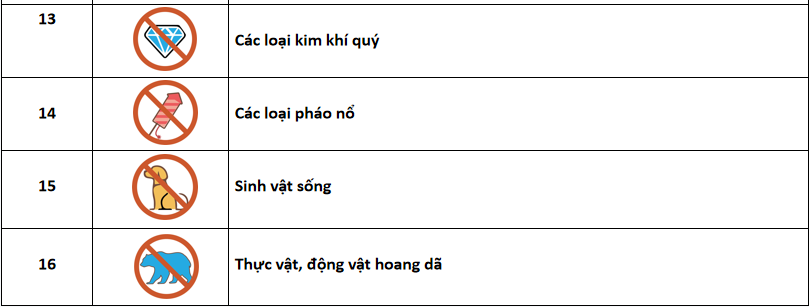 13
Các loại kim khí quý
14
Các loại pháo nổ
15
Sinh vật sống
16
Thực vật, động vật hoang dã